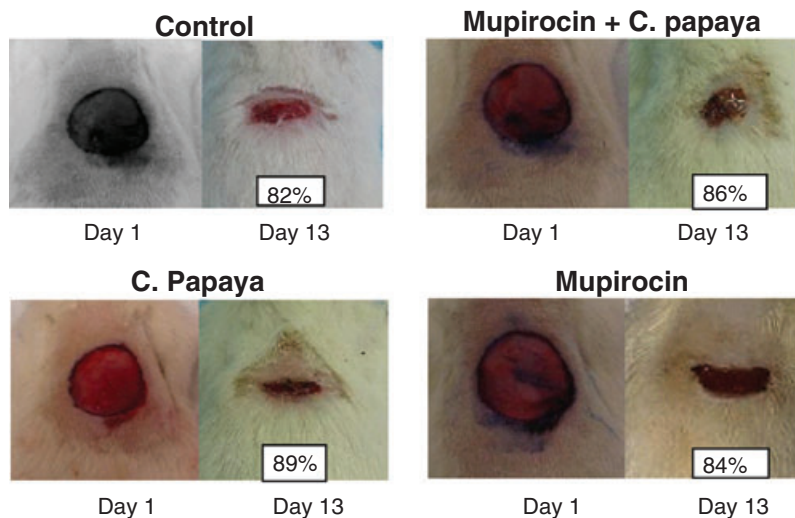 Control
82%
Day 1 Day 13
Mupirocin + C. papaya
86%
Day 1 Day 13
C. Papaya
89%
Day 1 Day 13
Mupirocin
84%
Day 1 Day 13